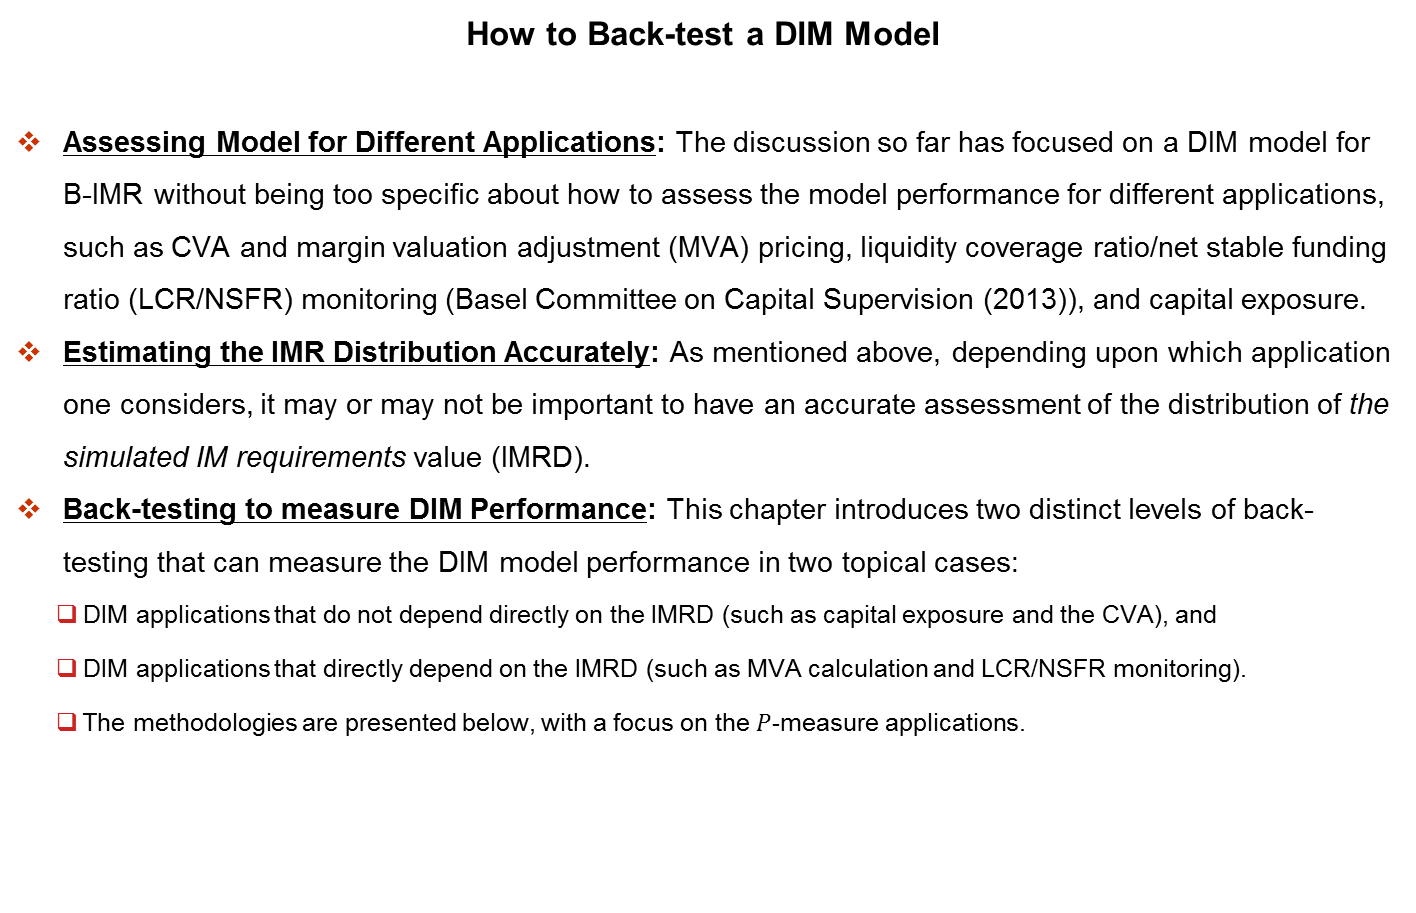 How to Back-test a DIM Model
❖ Assessing Model for Different Applications: The discussion so far has focused on a DIM model for
B-IMR without being too specific about how to assess the model performance for different applications,
such as CVA and margin valuation adjustment (MVA) pricing, liquidity coverage ratio/net stable funding
ratio (LCR/NSFR) monitoring (Basel Committee on Capital Supervision (2013)), and capital exposure.
❖ Estimating the IMR Distribution Accurately: As mentioned above, depending upon which application
one considers, it may or may not be important to have an accurate assessment of the distribution of the
simulated IM requirements value (IMRD).
❖ Back-testing to measure DIM Performance: This chapter introduces two distinct levels of back-
testing that can measure the DIM model performance in two topical cases:
❑ DIM applications that do not depend directly on the IMRD (such as capital exposure and the CVA), and
❑ DIM applications that directly depend on the IMRD (such as MVA calculation and LCR/NSFR monitoring).
❑ The methodologies are presented below, with a focus on the P-measure applications.